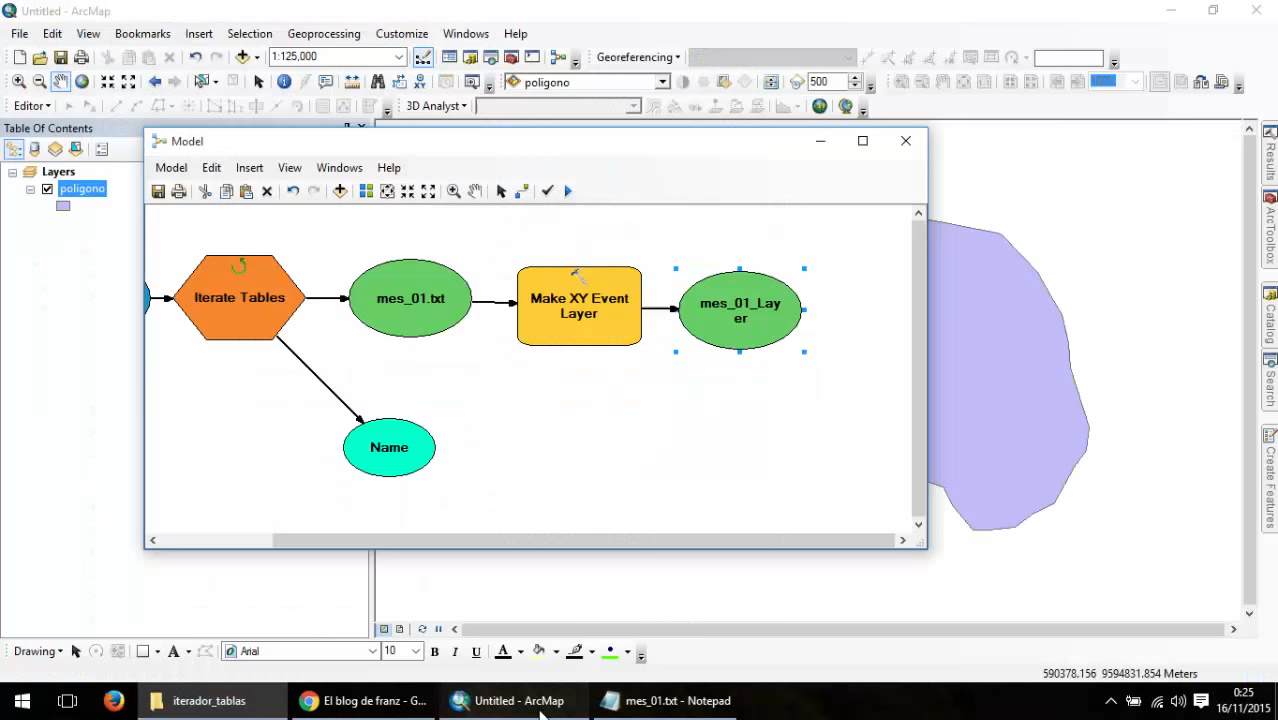 Untitled - ArcMap
File Edit View Bookmarks Insert Selection Geoprocessing Customize Windows Help
1:125,000 Georeferencing
poligono 500
Editor 3D Analyst
Table Of Contents
Layers
poligono
Model
Model Edit Insert View Windows Help
Iterate Tables
mes_01.txt
Make XY Event
Layer
mes_01_Lay
er
Name
Results
ArcToolbox
Catalog
Search
Create Features
Drawing A Arial 10 B I U A
590378.156 9594831.854 Meters
iterador_tablas
El blog de franz - G...
Untitled - ArcMap
mes_01.txt - Notepad
0:25
16/11/2015